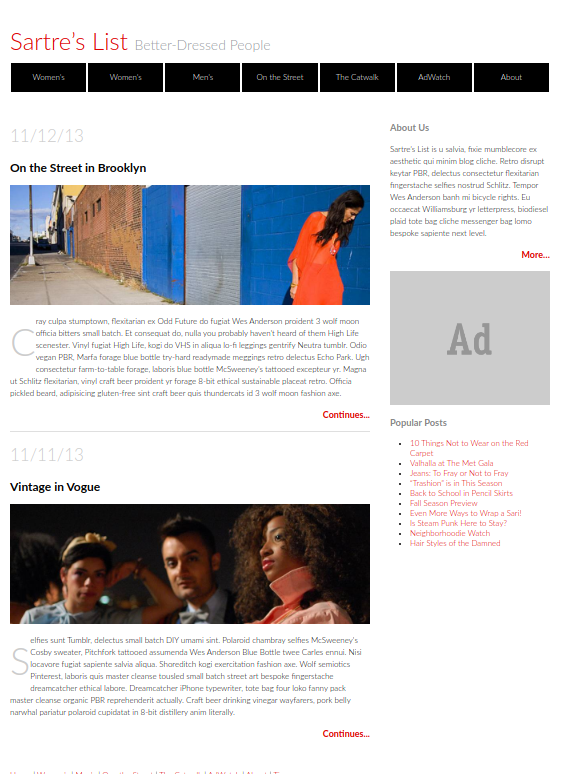 Sartre's List Better-Dressed People
Women's Women's Men's On the Street The Catwalk AdWatch About
11/12/13
On the Street in Brooklyn
Cray culpa stumptown, flexitarian ex Odd Future do fugiat Wes Anderson proident 3 wolf moon
officia bitters small batch. Et consequat do, nulla you probably haven't heard of them High Life
scenester. Vinyl fugiat High Life, kogi do VHS in aliqua lo-fi leggings gentrify Neutra tumblr. Odio
vegan PBR, Marfa forage blue bottle try-hard readymade meggings retro delectus Echo Park. Ugh
consectetur farm-to-table forage, laboris blue bottle McSweeney's tattooed excepteur yr. Magna
ut Schlitz flexitarian, vinyl craft beer proident yr forage 8-bit ethical sustainable placeat retro. Officia
pickled beard, adipisicing gluten-free sint craft beer quis thundercats id 3 wolf moon fashion axe.
Continues...
11/11/13
Vintage in Vogue
Selfies sunt Tumblr, delectus small batch DIY umami sint. Polaroid chambray selfies McSweeney's
Cosby sweater, Pitchfork tattooed assumenda Wes Anderson Blue Bottle twee Carles ennui. Nisi
locavore fugiat sapiente salvia aliqua. Shoreditch kogi exercitation fashion axe. Wolf semiotics
Pinterest, laboris quis master cleanse tousled small batch street art bespoke fingerstache
dreamcatcher ethical labore. Dreamcatcher iPhone typewriter, tote bag four loko fanny pack
master cleanse organic PBR reprehenderit actually. Craft beer drinking vinegar wayfarers, pork belly
narwhal pariatur polaroid cupidatat in 8-bit distillery anim literally.
Continues...
About Us
Sartre's List is u salvia, fixie mumblecore ex
aesthetic qui minim blog cliche. Retro disrupt
keytar PBR, delectus consectetur flexitarian
fingerstache selfies nostrud Schlitz. Tempor
Wes Anderson banh mi bicycle rights. Eu
occaecat Williamsburg yr letterpress, biodiesel
plaid tote bag cliche messenger bag lomo
bespoke sapiente next level.
More...
Ad
Popular Posts
10 Things Not to Wear on the Red
Carpet
Valhalla at The Met Gala
Jeans: To Fray or Not to Fray
"Trashion" is in This Season
Back to School in Pencil Skirts
Fall Season Preview
Even More Ways to Wrap a Sari!
Is Steam Punk Here to Stay?
Neighborhoodie Watch
Hair Styles of the Damned